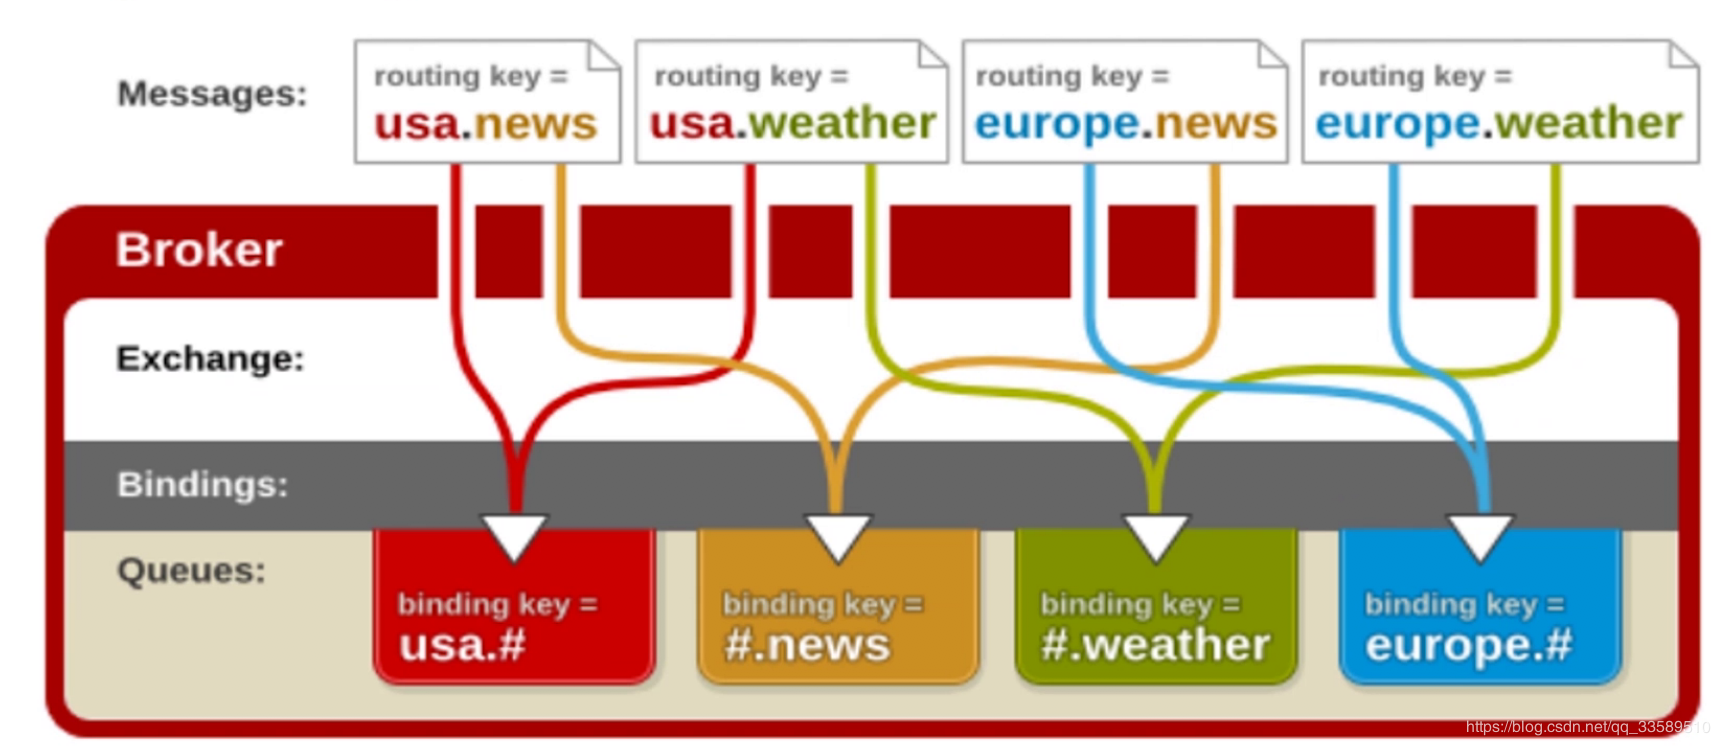 Messages:
routing key =
usa.news
routing key =
usa.weather
routing key =
europe.news
routing key =
europe.weather
Broker
Exchange:
Bindings:
Queues:
binding key =
usa.#
binding key =
#.news
binding key =
#.weather
binding key =
europe.#
https://blog.csdn.net/qq_33589510